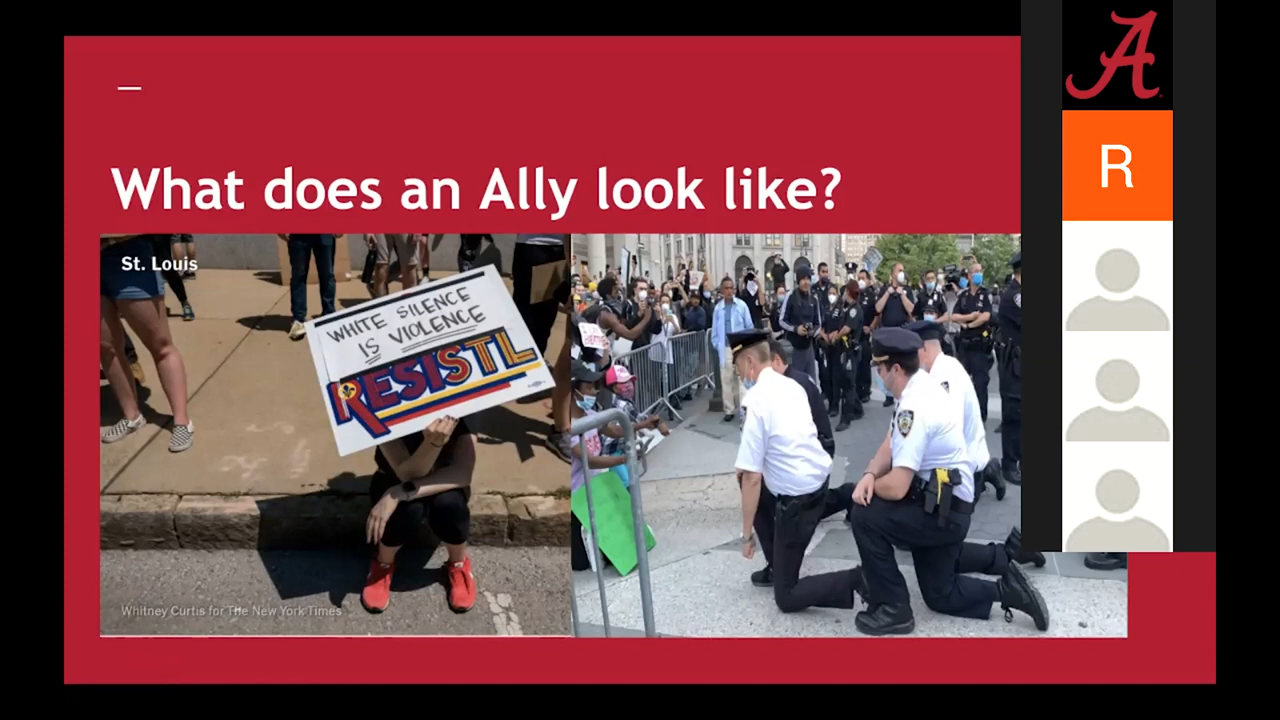 What does an Ally look like?
St. Louis
WHITE SILENCE
IS VIOLENCE
RESISTL
Whitney Curtis for The New York Times
A
R